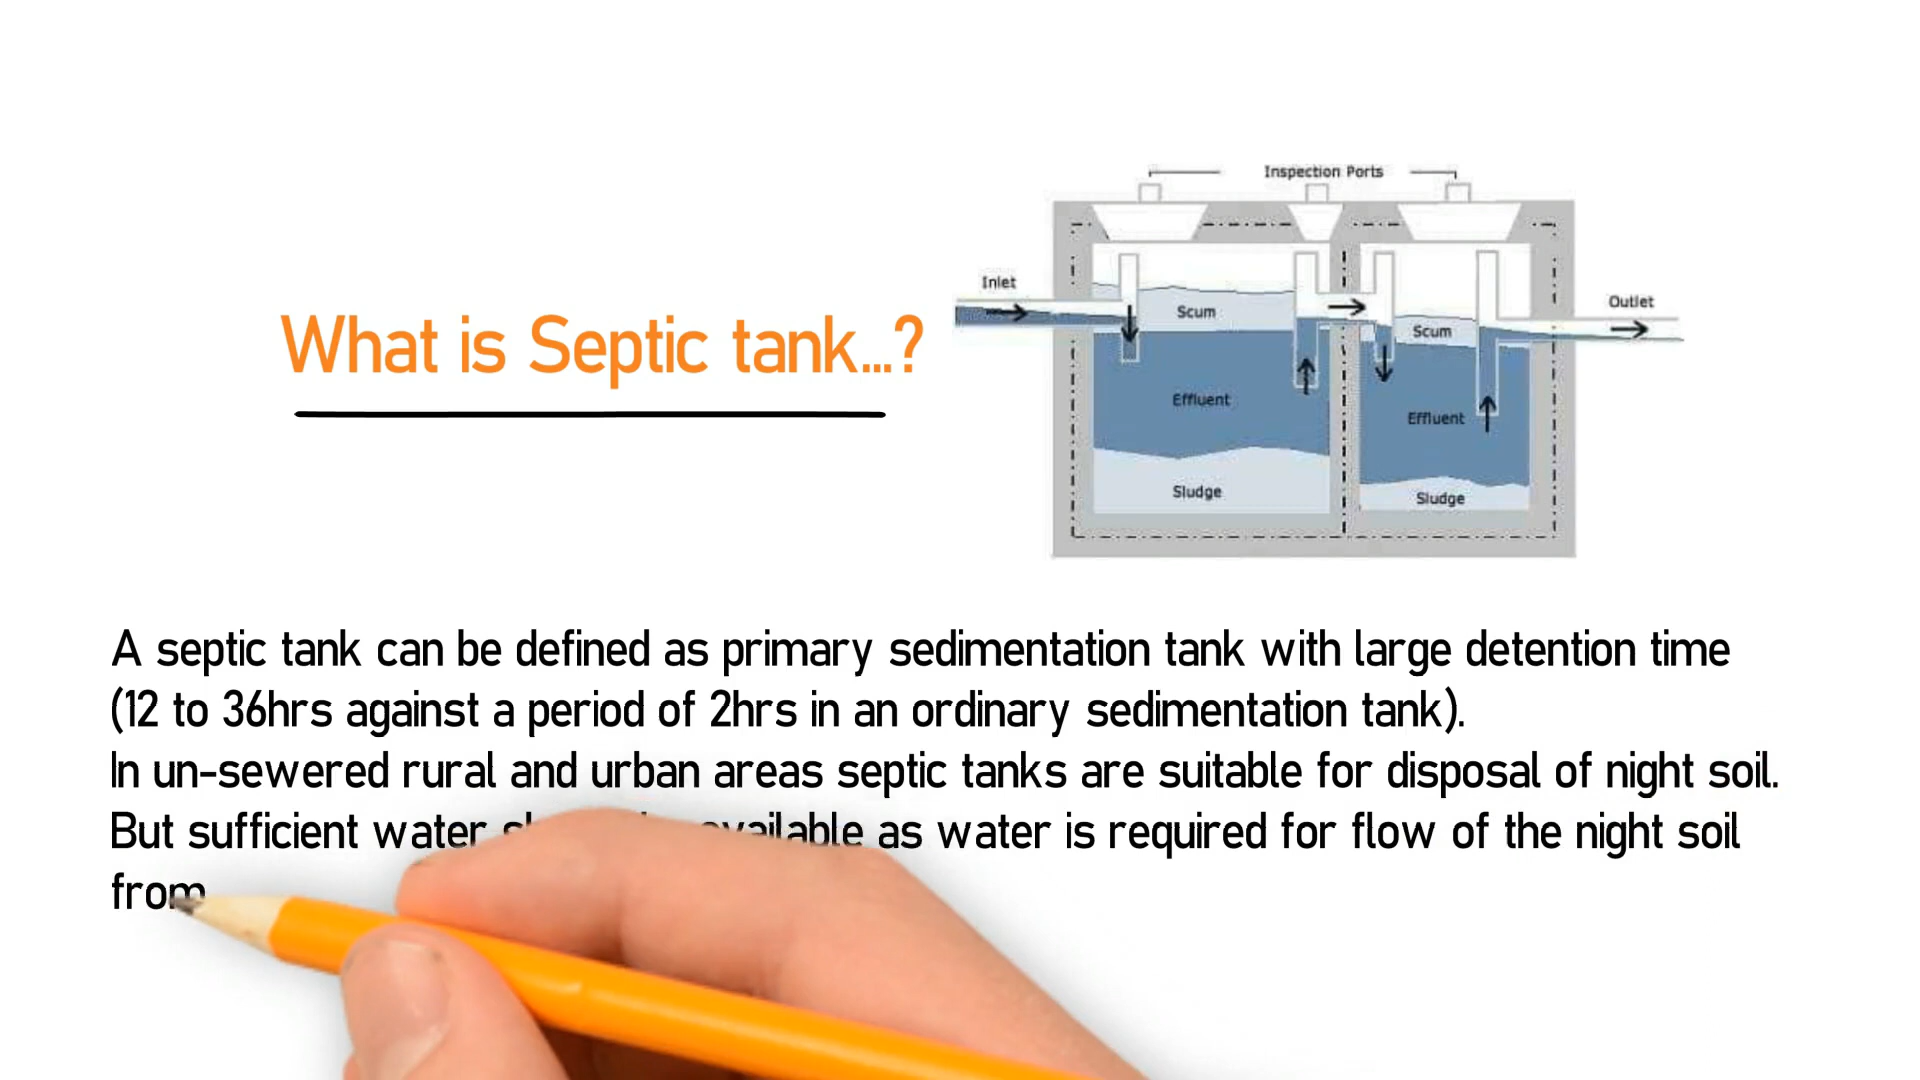 Inspection Ports
Inlet
Outlet
Scum
Scum
What is Septic tank...?
Effluent
Effluent
Sludge
Sludge
A septic tank can be defined as primary sedimentation tank with large detention time
(12 to 36hrs against a period of 2hrs in an ordinary sedimentation tank).
In un-sewered rural and urban areas septic tanks are suitable for disposal of night soil.
But sufficient water available as water is required for flow of the night soil
from